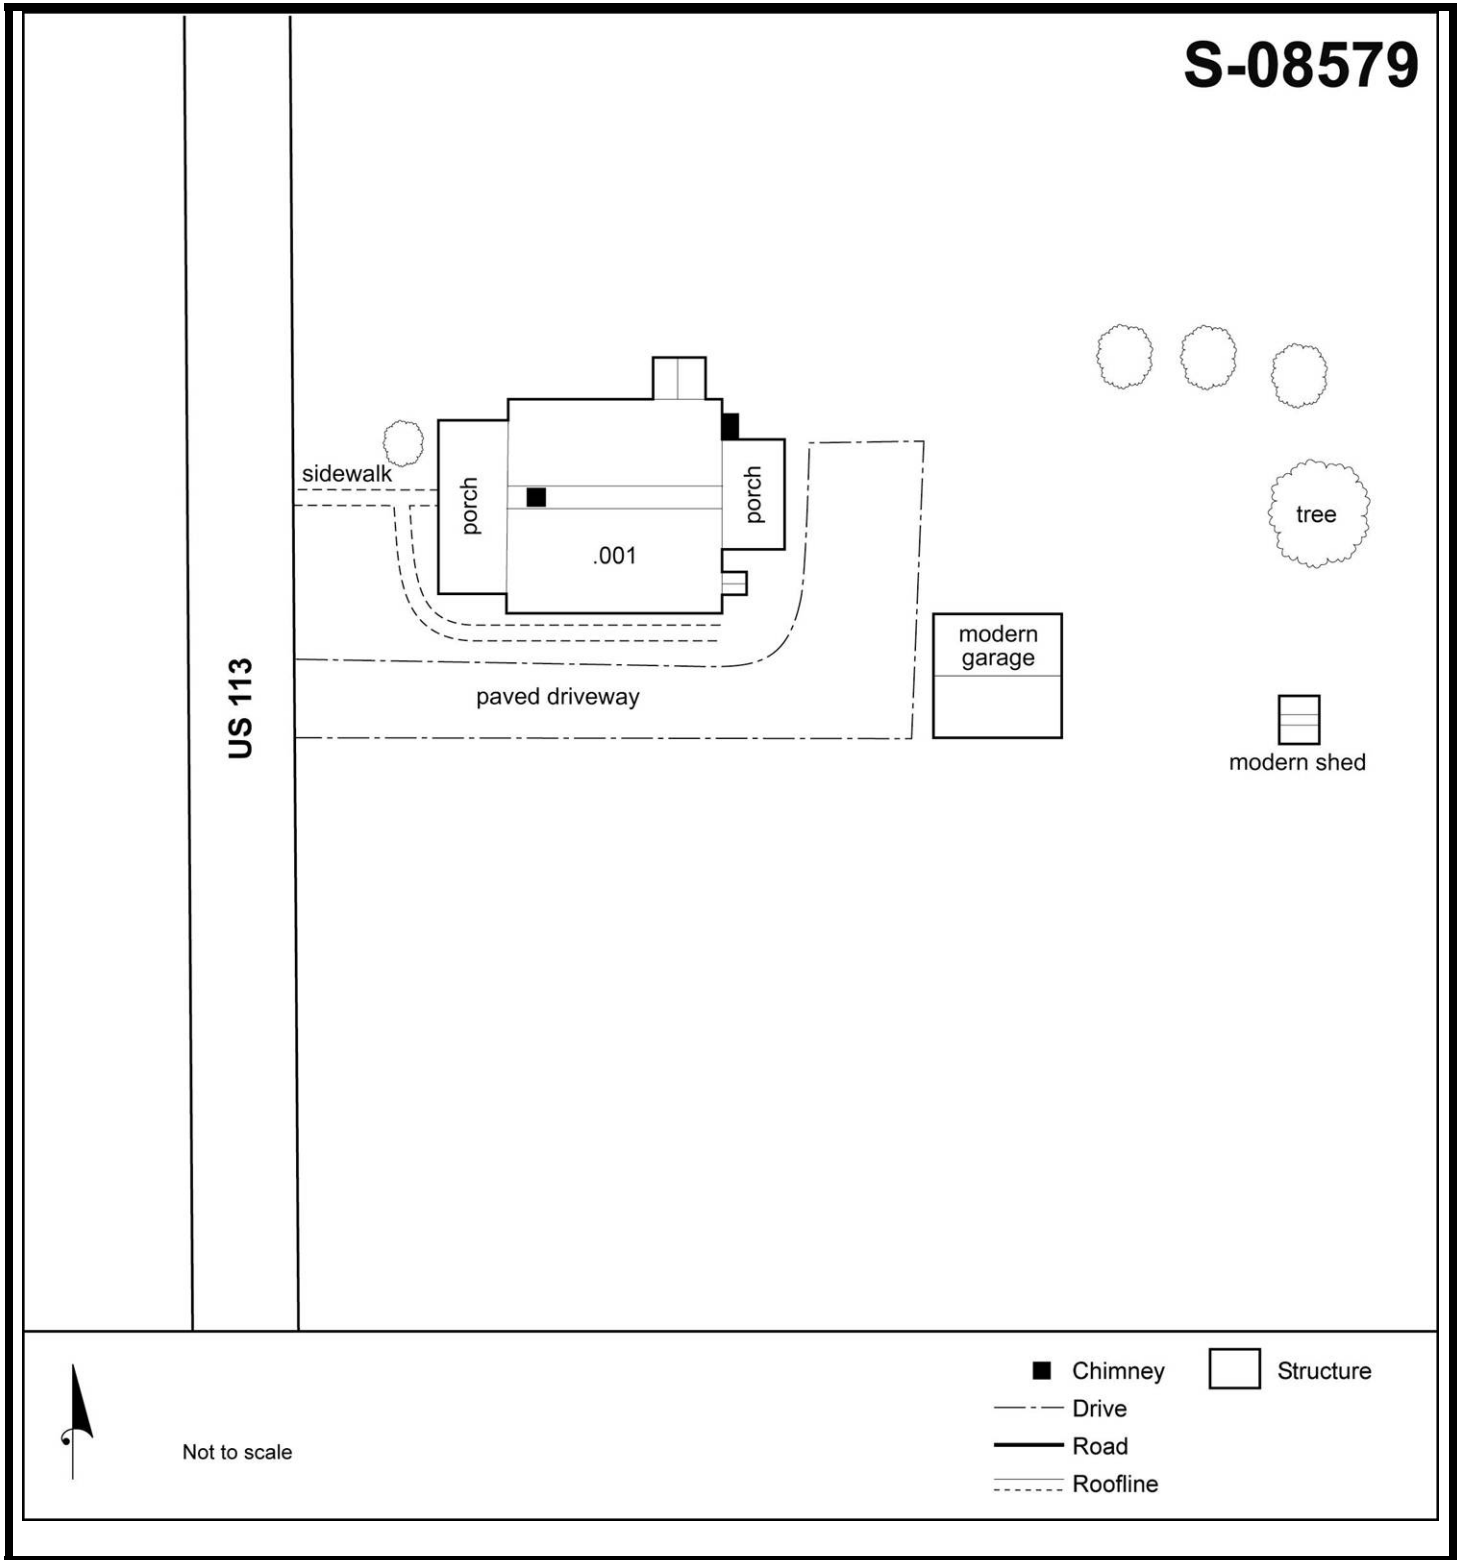 S-08579
sidewalk
porch
porch
.001
tree
modern
garage
US 113
paved driveway
modern shed
Chimney
Structure
Drive
Road
Not to scale
Roofline